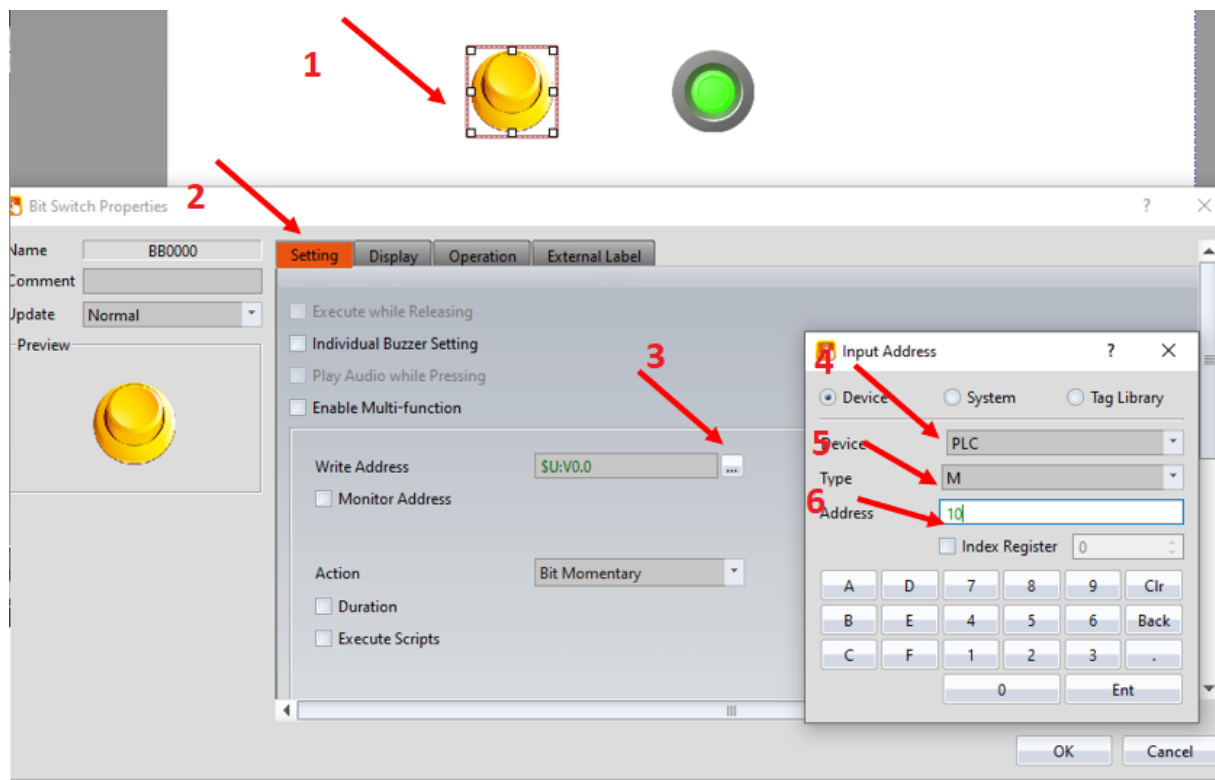 1
2
Bit Switch Properties
?
Name BB0000
Comment
Update Normal
Preview
Setting Display Operation External Label
Execute while Releasing
Individual Buzzer Setting
Play Audio while Pressing
Enable Multi-function
3
Write Address $U:V0.0 ...
Monitor Address
Action Bit Momentary
Duration
Execute Scripts
Input Address ?
4
Device System Tag Library
Device PLC
5
Type M
6
Address 10
Index Register 0
A D 7 8 9 Clr
B E 4 5 6 Back
C F 1 2 3 .
0 Ent
OK Cancel